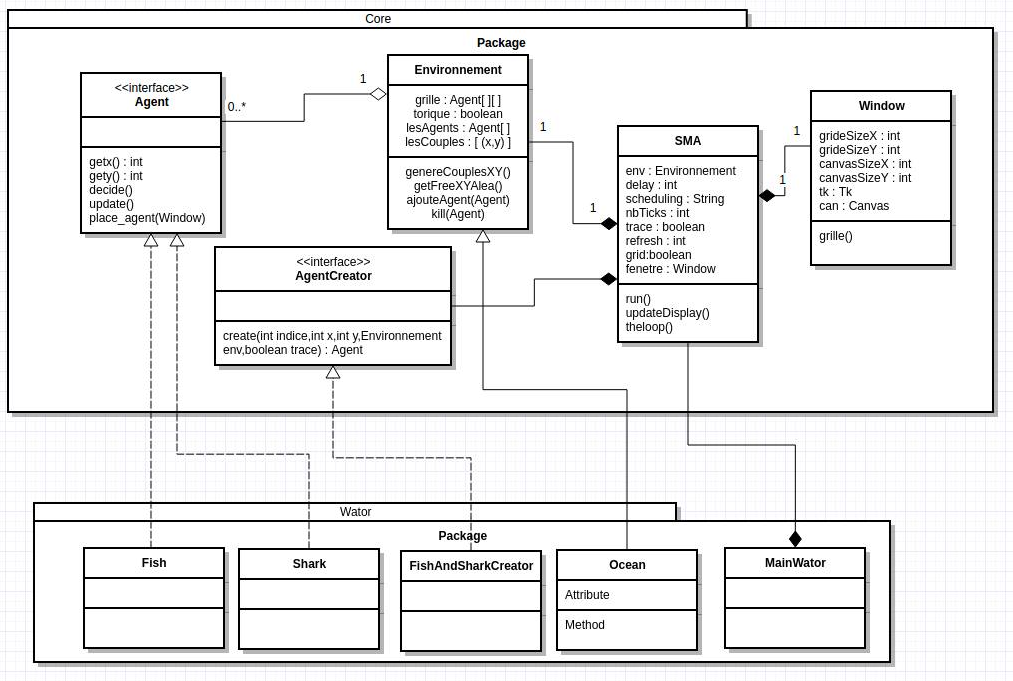 Core
Package
<<interface>>
Agent
getx() : int
gety() : int
decide()
update()
place_agent(Window)
0..*
1
Environnement
grille : Agent[ ][ ]
torique : boolean
lesAgents : Agent[ ]
lesCouples : [ (x,y) ]
genereCouplesXY()
getFreeXYAlea()
ajouteAgent(Agent)
kill(Agent)
1
1
SMA
env : Environnement
delay : int
scheduling : String
nbTicks : int
trace : boolean
refresh : int
grid:boolean
fenetre : Window
run()
updateDisplay()
theloop()
1
1
Window
grideSizeX : int
grideSizeY : int
canvasSizeX : int
canvasSizeY : int
tk : Tk
can : Canvas
grille()
<<interface>>
AgentCreator
create(int indice,int x,int y,Environnement
env,boolean trace) : Agent
Wator
Package
Fish
Shark
FishAndSharkCreator
Ocean
Attribute
Method
MainWator